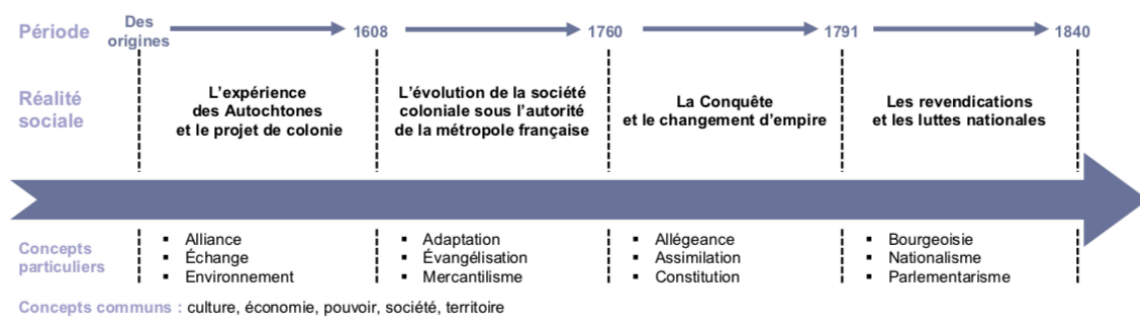 Période
Des
origines
1608
1760
1791
1840
Réalité
sociale
L'expérience
des Autochtones
et le projet de colonie
L'évolution de la société
coloniale sous l'autorité
de la métropole française
La Conquête
et le changement d'empire
Les revendications
et les luttes nationales
Concepts
particuliers
▪ Alliance
▪ Échange
▪ Environnement
▪ Adaptation
▪ Évangélisation
▪ Mercantilisme
▪ Allégeance
▪ Assimilation
▪ Constitution
▪ Bourgeoisie
▪ Nationalisme
▪ Parlementarisme
Concepts communs : culture, économie, pouvoir, société, territoire